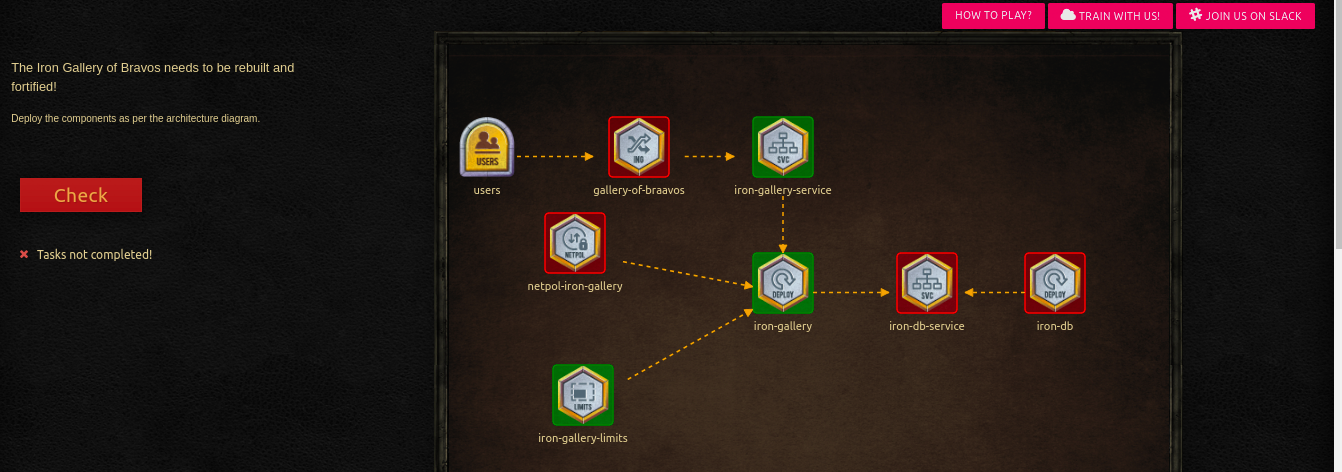 HOW TO PLAY?
TRAIN WITH US!
JOIN US ON SLACK
The Iron Gallery of Bravos needs to be rebuilt and
fortified!
Deploy the components as per the architecture diagram.
Check
Tasks not completed!
USERS
users
ING
gallery-of-braavos
SVC
iron-gallery-service
NETPOL
netpol-iron-gallery
DEPLOY
iron-gallery
SVC
iron-db-service
DEPLOY
iron-db
LIMITS
iron-gallery-limits